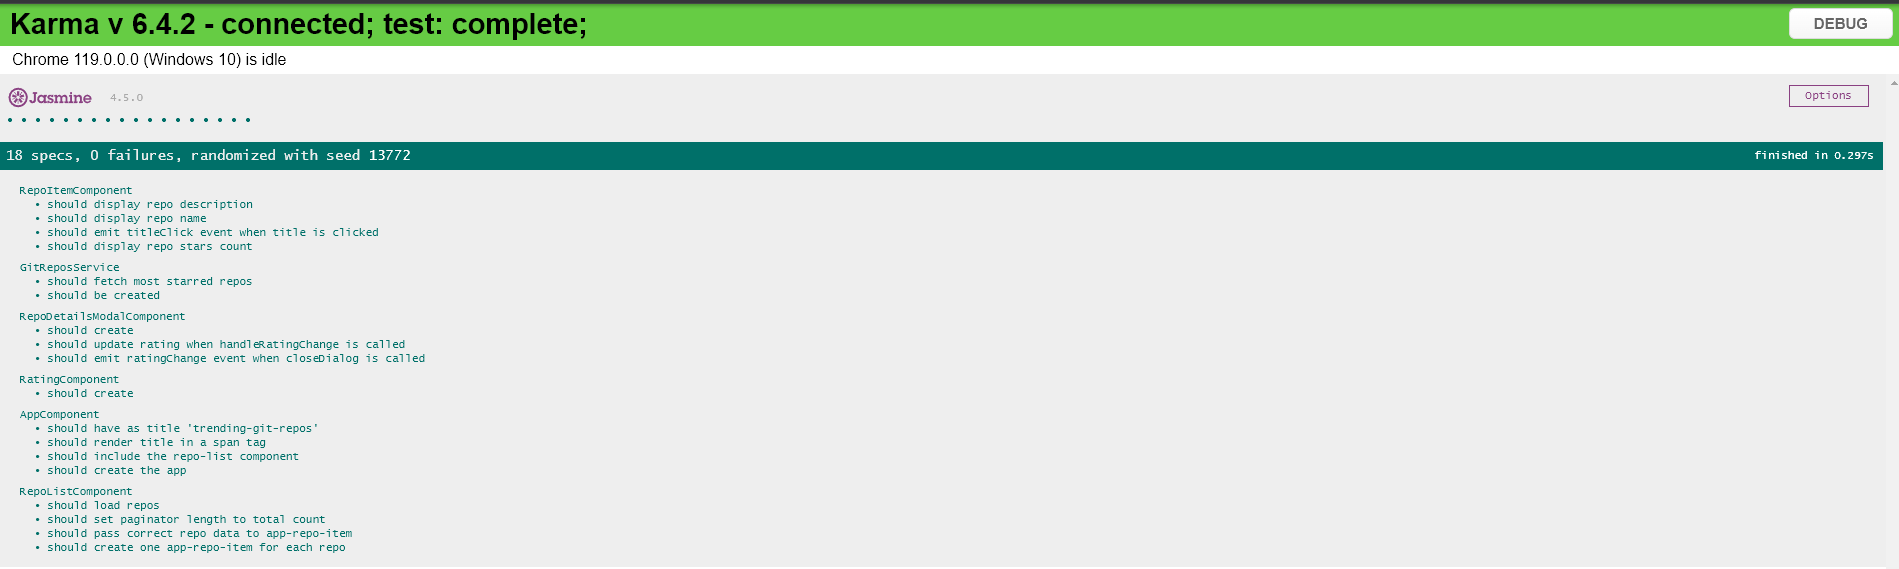 Karma v 6.4.2 - connected; test: complete;
DEBUG
Chrome 119.0.0.0 (Windows 10) is idle
Jasmine 4.5.0
Options
• • • • • • • • • • • • • • • • • •
18 specs, 0 failures, randomized with seed 13772
finished in 0.297s
RepoItemComponent
• should display repo description
• should display repo name
• should emit titleClick event when title is clicked
• should display repo stars count
GitReposService
• should fetch most starred repos
• should be created
RepoDetailsModalComponent
• should create
• should update rating when handleRatingChange is called
• should emit ratingChange event when closeDialog is called
RatingComponent
• should create
AppComponent
• should have as title 'trending-git-repos'
• should render title in a span tag
• should include the repo-list component
• should create the app
RepoListComponent
• should load repos
• should set paginator length to total count
• should pass correct repo data to app-repo-item
• should create one app-repo-item for each repo